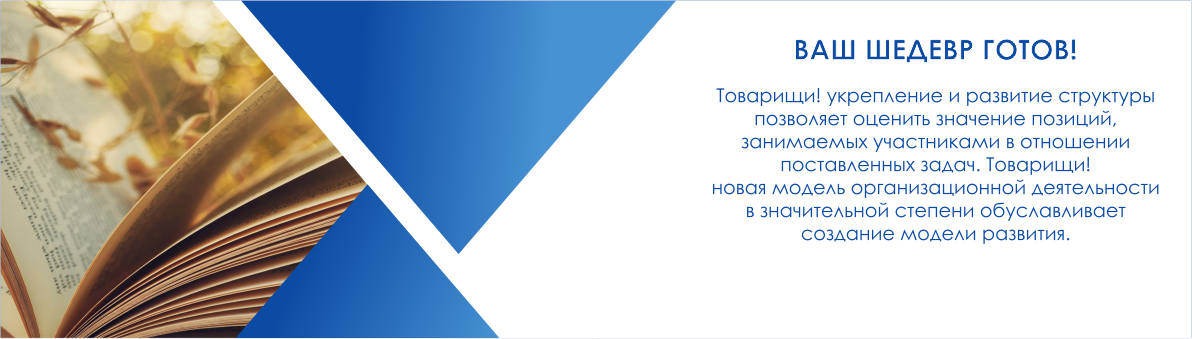 ВАШ ШЕДЕВР ГОТОВ!
Товарищи! укрепление и развитие структуры
позволяет оценить значение позиций,
занимаемых участниками в отношении
поставленных задач. Товарищи!
новая модель организационной деятельности
в значительной степени обуславливает
создание модели развития.